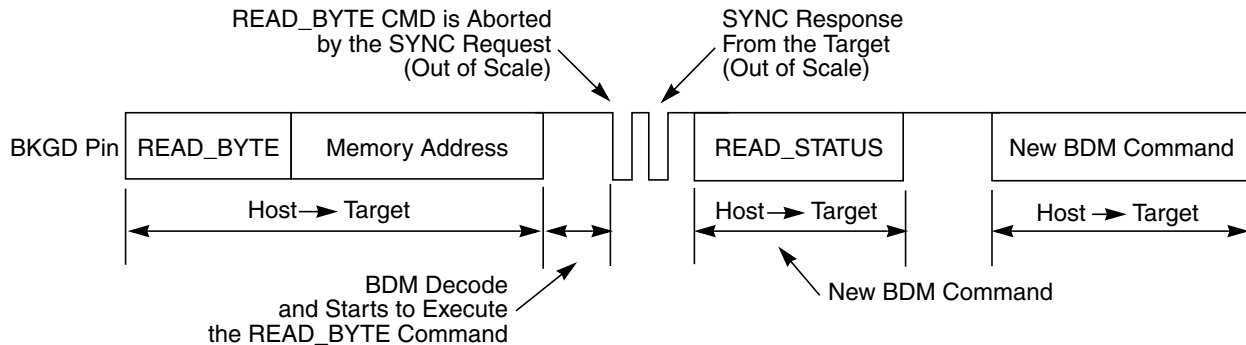 READ_BYTE CMD is Aborted
by the SYNC Request
(Out of Scale)
SYNC Response
From the Target
(Out of Scale)
BKGD Pin
READ_BYTE
Memory Address
READ_STATUS
New BDM Command
Host
Target
Host
Target
Host
Target
BDM Decode
and Starts to Execute
the READ_BYTE Command
New BDM Command